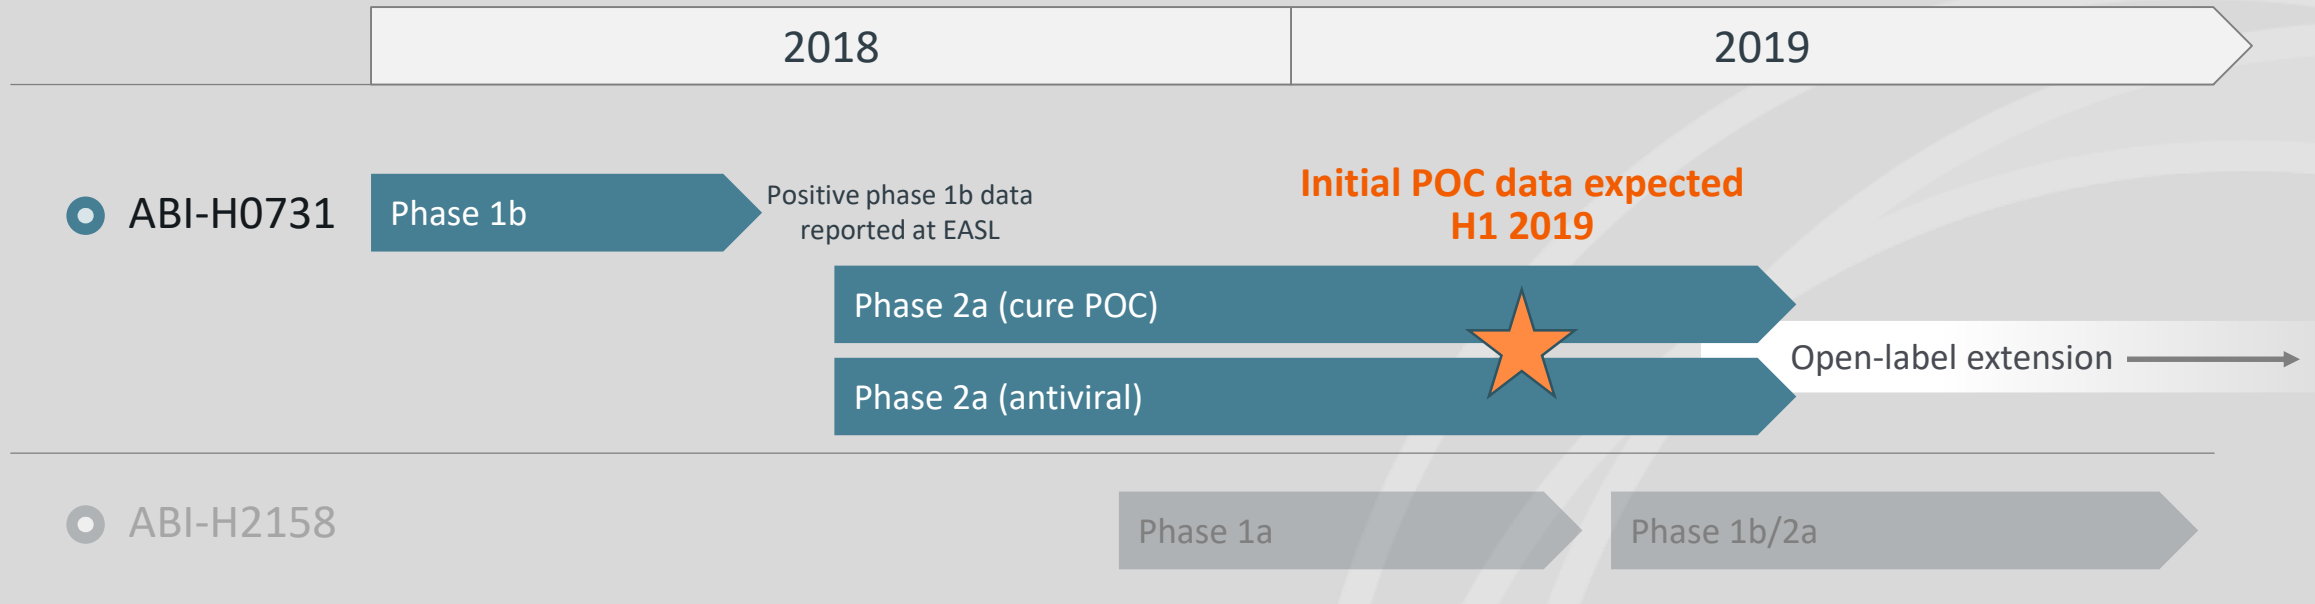 2018
2019
ABI-H0731
Phase 1b
Positive phase 1b data
reported at EASL
Initial POC data expected
H1 2019
Phase 2a (cure POC)
Phase 2a (antiviral)
Open-label extension
ABI-H2158
Phase 1a
Phase 1b/2a